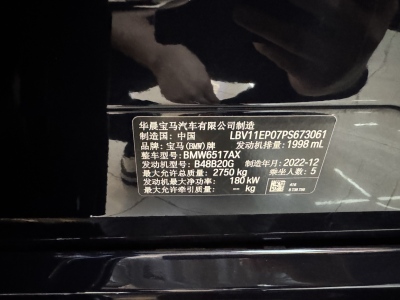 华晨宝马汽车有限公司制造
制造国：中国 LBV11EP07PS673061
品牌：宝马(BMW)牌 发动机排量：1998 mL
整车型号：BMW6517AX
发动机型号：B48B20G 制造年月：2022-12
最大允许总质量：2750 kg 乘坐人数：5
最大净功率：180 kW
最大允许牵引质量：— kg